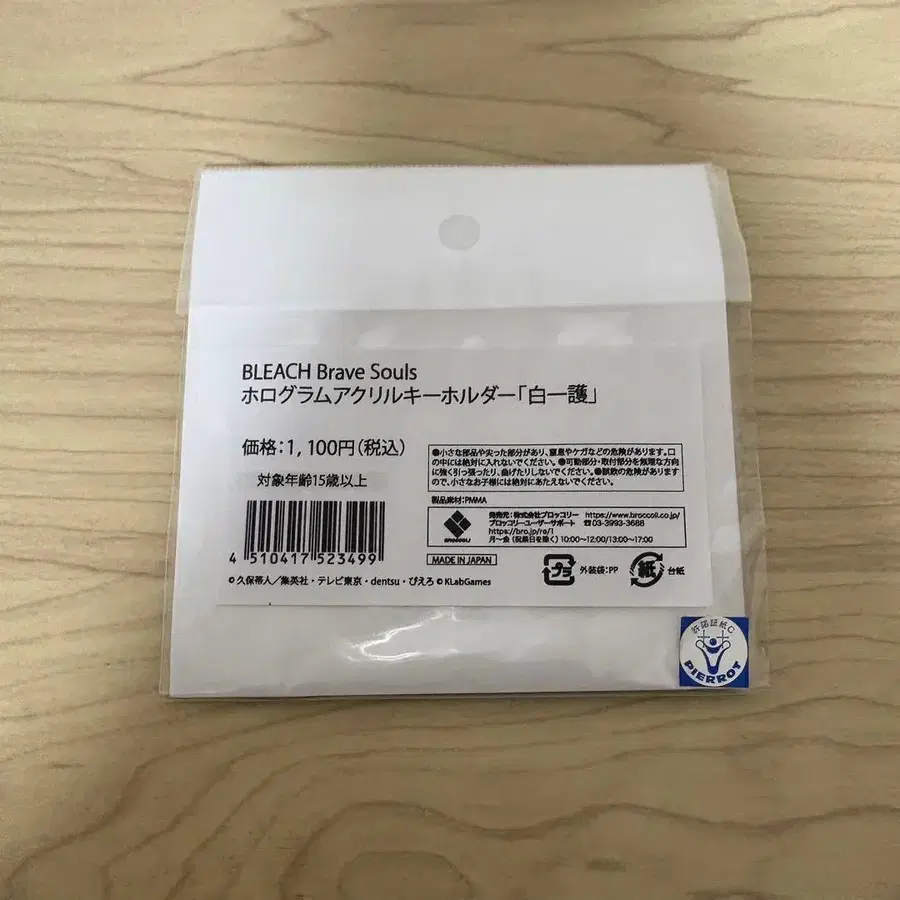 BLEACH Brave Souls
ホログラムアクリルキーホルダー「白一護」
価格：1,100円（税込）
対象年齢15歳以上
4 510417 523499
©久保帯人／集英社・テレビ東京・dentsu・ぴえろ ©KLabGames
●小さな部品や尖った部分があり、窒息やケガなどの危険があります。口
の中には絶対に入れないでください。●可動部分・取付部分を無理な方向
に強く引っ張ったり、曲げたりしないでください。●誤飲の危険があります
ので、小さなお子様には絶対にあたえないでください。
製品素材：PMMA
BROCCOLI
発売元：株式会社ブロッコリー https://www.broccoli.co.jp/
ブロッコリーユーザーサポート ☎03-3993-3688
https://bro.jp/re/1
月～金（祝祭日を除く）10:00～12:00/13:00～17:00
MADE IN JAPAN
プラ 外装袋：PP 紙 台紙
許諾証紙C
PIERROT